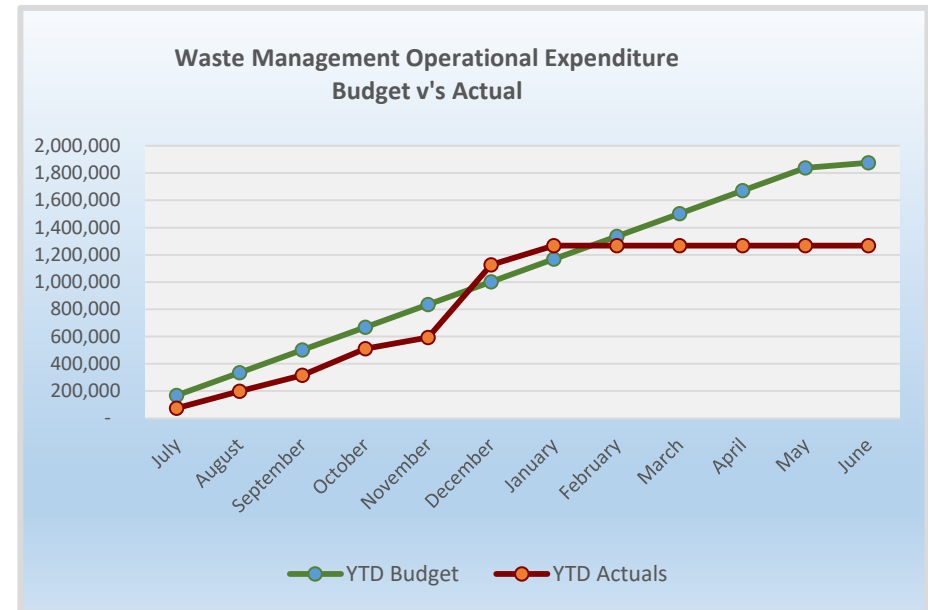 Waste Management Operational Expenditure
Budget v's Actual
2,000,000
1,800,000
1,600,000
1,400,000
1,200,000
1,000,000
800,000
600,000
400,000
200,000
-
July
August
September
October
November
December
January
February
March
April
May
June
YTD Budget
YTD Actuals